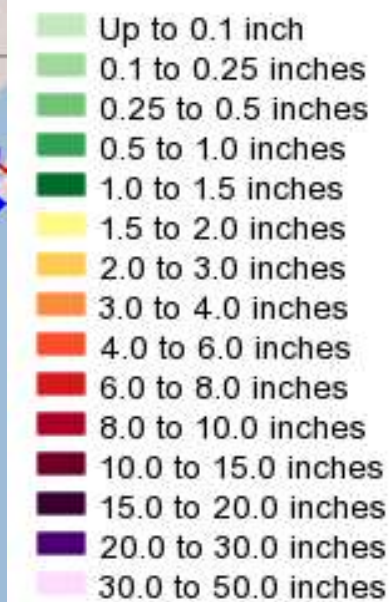 Up to 0.1 inch
0.1 to 0.25 inches
0.25 to 0.5 inches
0.5 to 1.0 inches
1.0 to 1.5 inches
1.5 to 2.0 inches
2.0 to 3.0 inches
3.0 to 4.0 inches
4.0 to 6.0 inches
6.0 to 8.0 inches
8.0 to 10.0 inches
10.0 to 15.0 inches
15.0 to 20.0 inches
20.0 to 30.0 inches
30.0 to 50.0 inches